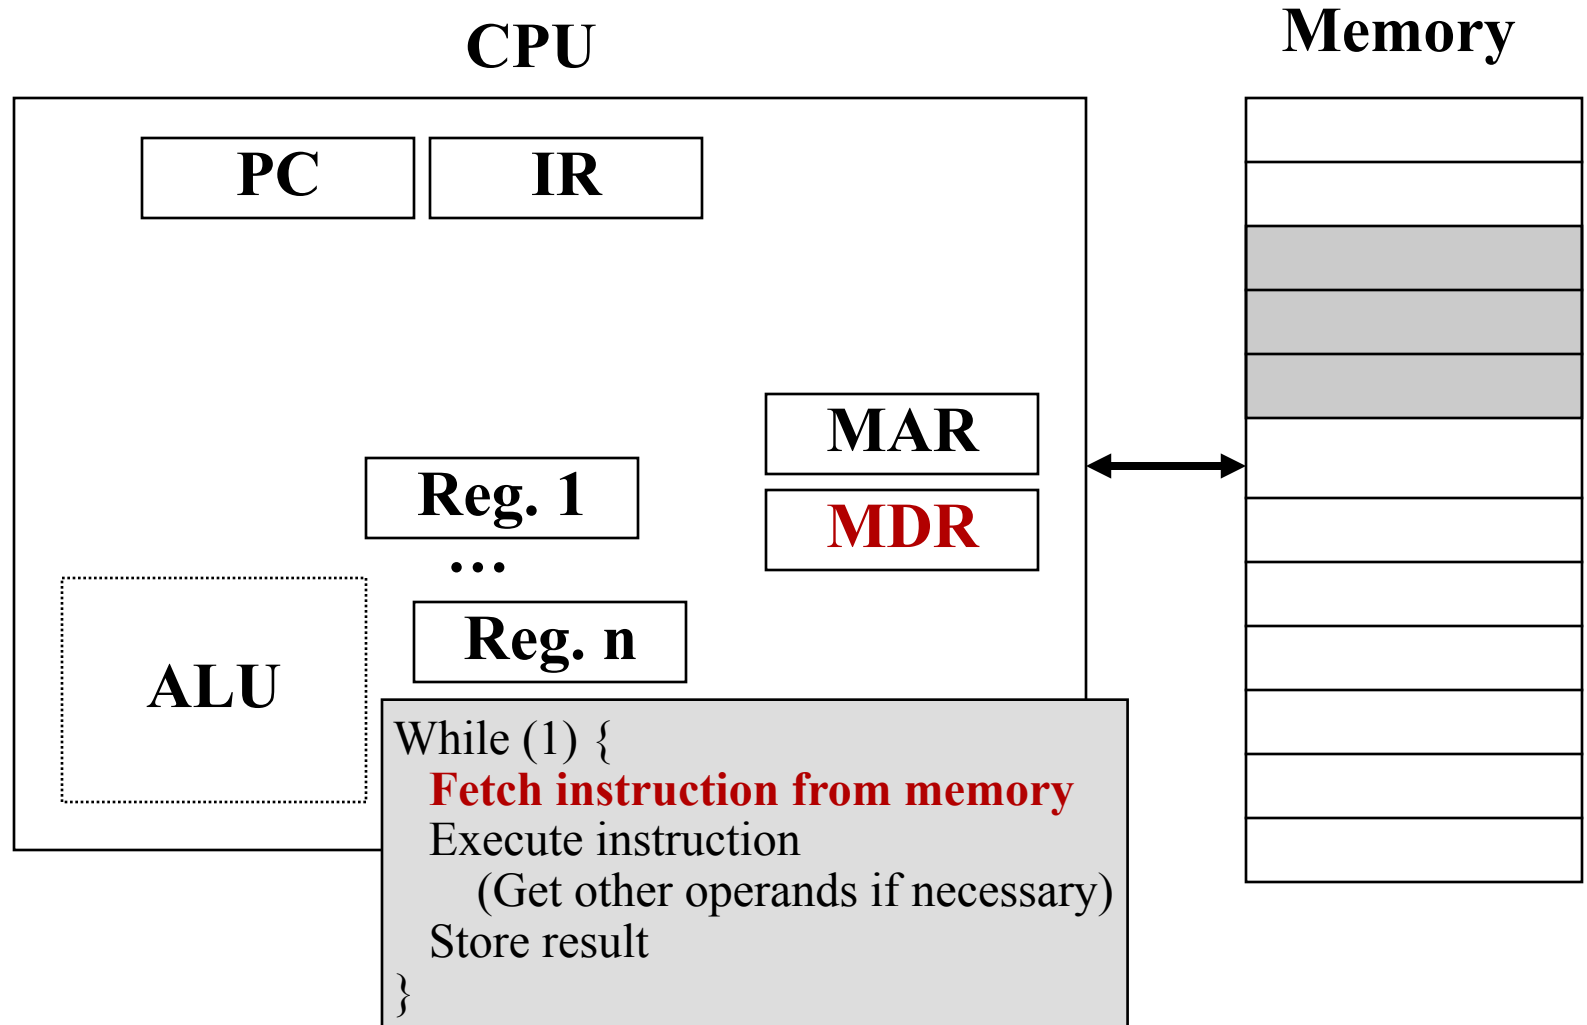 CPU
Memory
PC
IR
MAR
Reg. 1
MDR
...
Reg. n
ALU
While (1) {
Fetch instruction from memory
Execute instruction
(Get other operands if necessary)
Store result
}